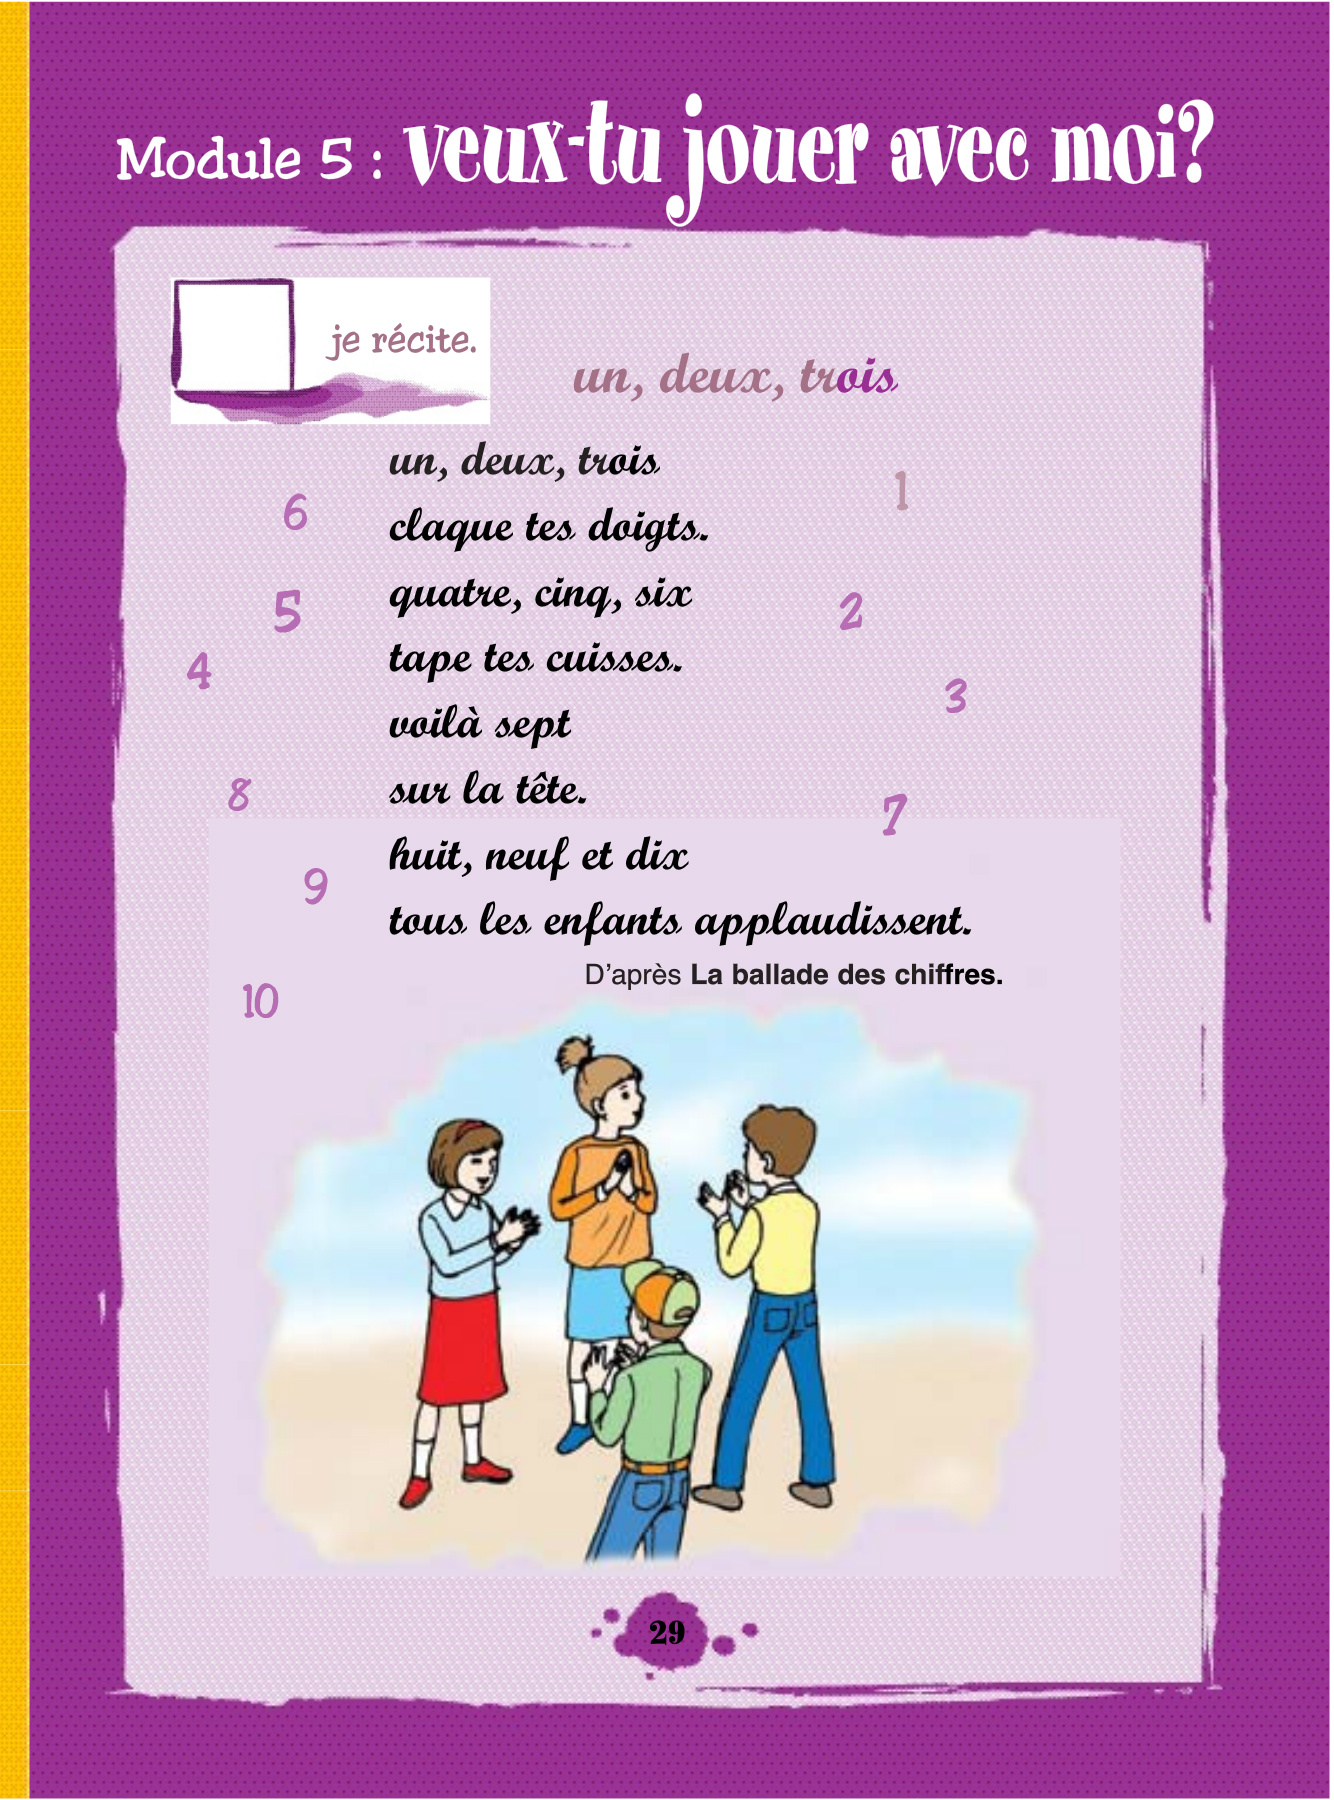 Module 5 : veux-tu jouer avec moi?
je récite.
un, deux, trois
un, deux, trois
1
6
claque tes doigts.
quatre, cinq, six
5
2
tape tes cuisses.
4
3
voilà sept
sur la tête.
8
7
huit, neuf et dix
9
tous les enfants applaudissent.
D'après La ballade des chiffres.
10
29